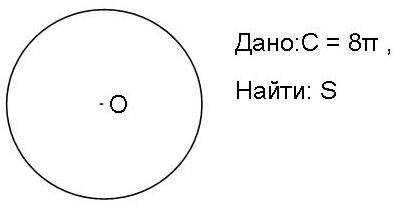 Дано:С = 8π ,
Найти: S
О